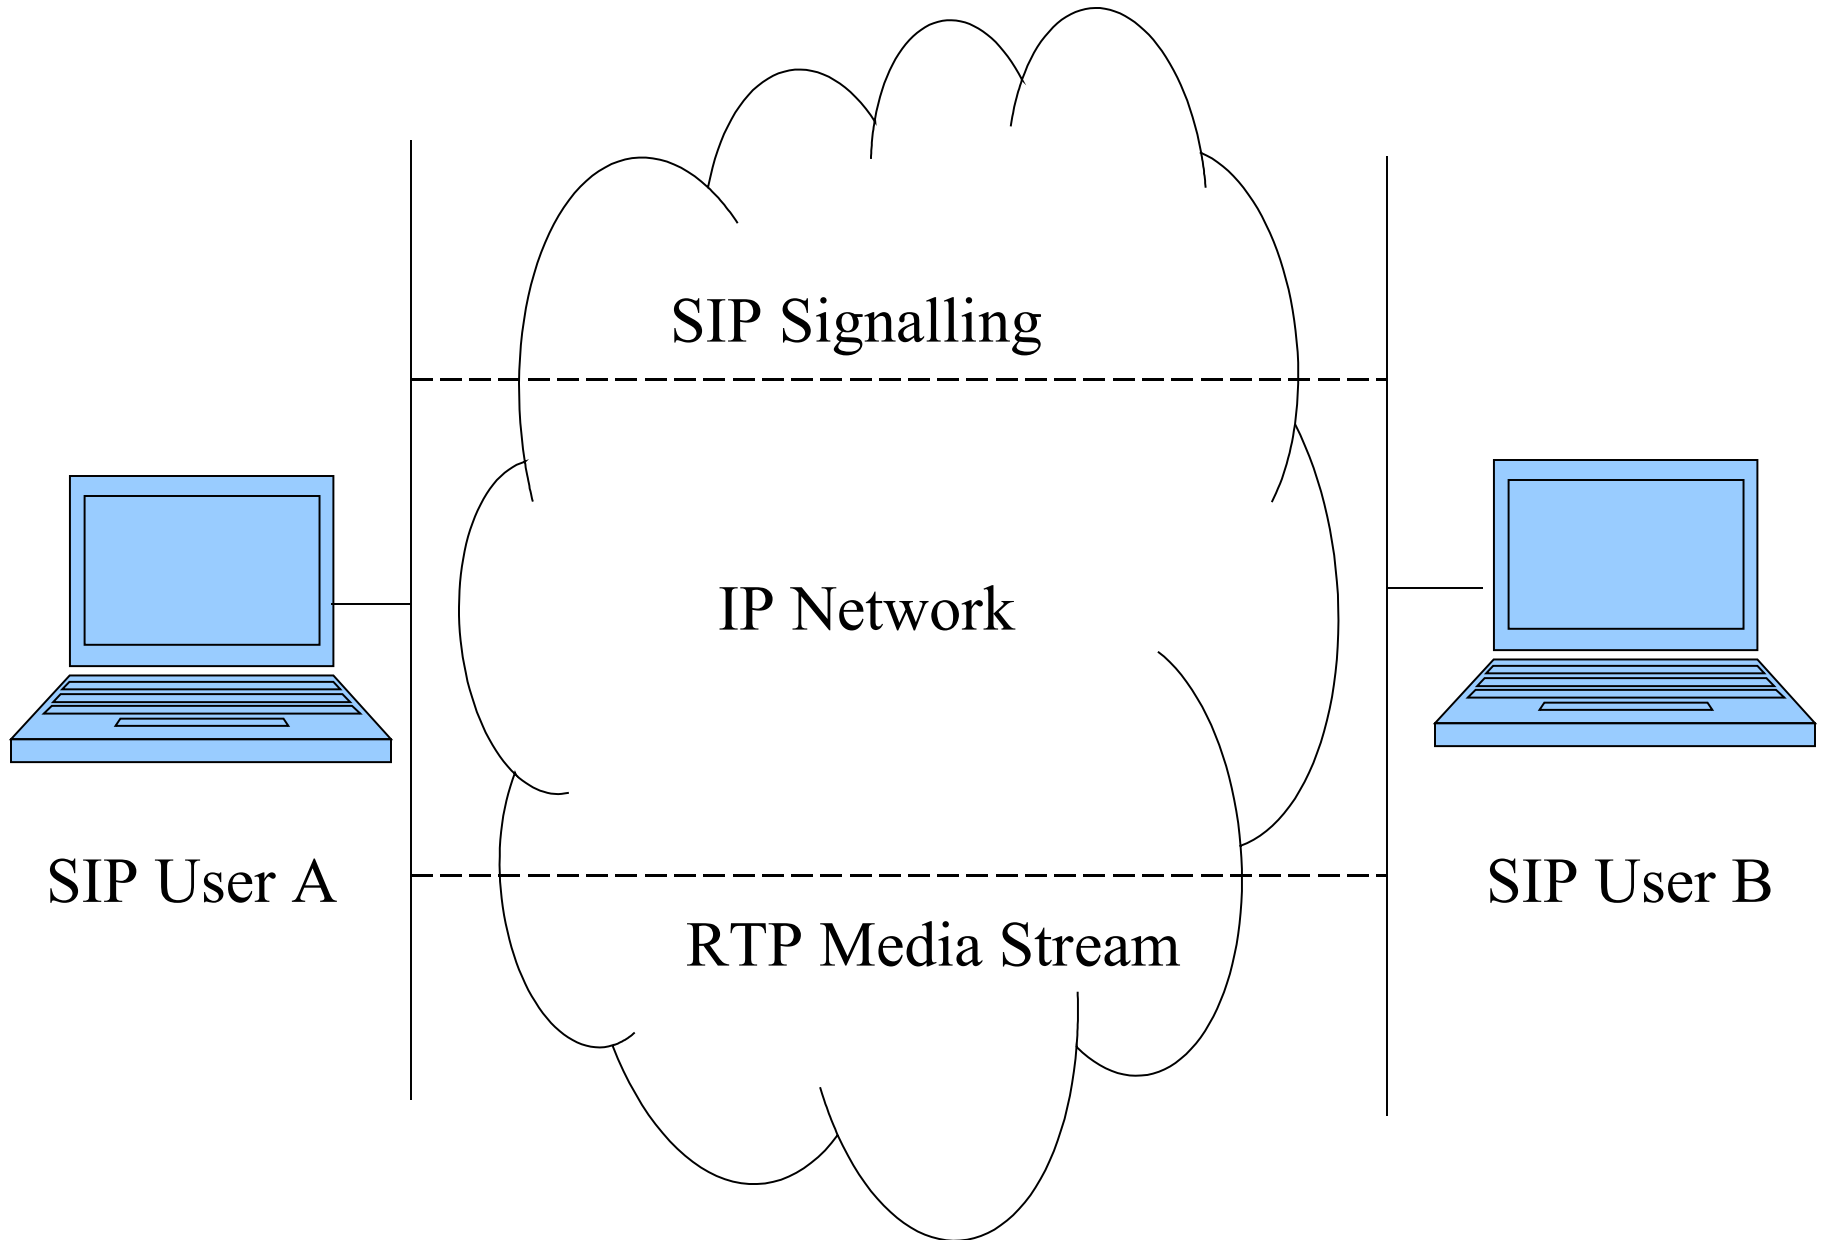 SIP Signalling
IP Network
SIP User A
SIP User B
RTP Media Stream